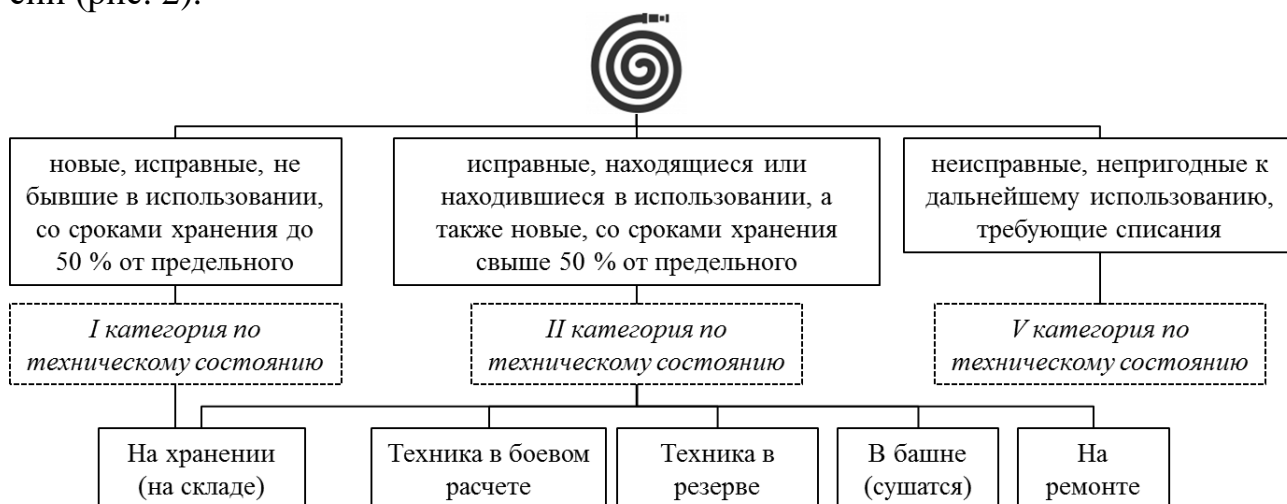 (рис. 2).
новые, исправные, не
бывшие в использовании,
со сроками хранения до
50 % от предельного
исправные, находящиеся или
находившиеся в использовании, а
также новые, со сроками хранения
свыше 50 % от предельного
неисправные, непригодные к
дальнейшему использованию,
требующие списания
I категория по
техническому состоянию
II категория по
техническому состоянию
V категория по
техническому состоянию
На хранении
(на складе)
Техника в боевом
расчете
Техника в
резерве
В башне
(сушатся)
На
ремонте